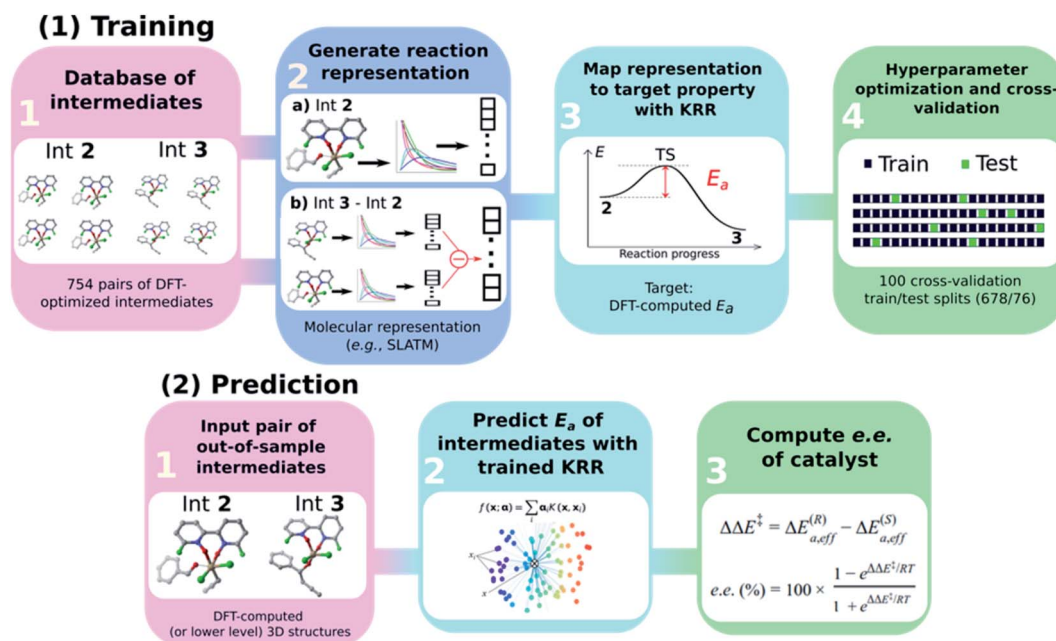 (1) Training
1
Database of
intermediates
Int 2
Int 3
754 pairs of DFT-
optimized intermediates
2
Generate reaction
representation
a) Int 2
b) Int 3 - Int 2
Molecular representation
(e.g., SLATM)
3
Map representation
to target property
with KRR
E
TS
Ea
2
3
Reaction progress
Target:
DFT-computed Ea
4
Hyperparameter
optimization and cross-
validation
Train
Test
100 cross-validation
train/test splits (678/76)
(2) Prediction
1
Input pair of
out-of-sample
intermediates
Int 2
Int 3
DFT-computed
(or lower level) 3D structures
2
Predict Ea of
intermediates with
trained KRR
f(x; α) = ∑i αiK(x, xi)
xi
x
3
Compute e.e.
of catalyst
ΔΔE‡ = ΔE(R)a,eff − ΔE(S)a,eff
e.e. (%) = 100 × (1 − eΔΔE‡/RT) / (1 + eΔΔE‡/RT)